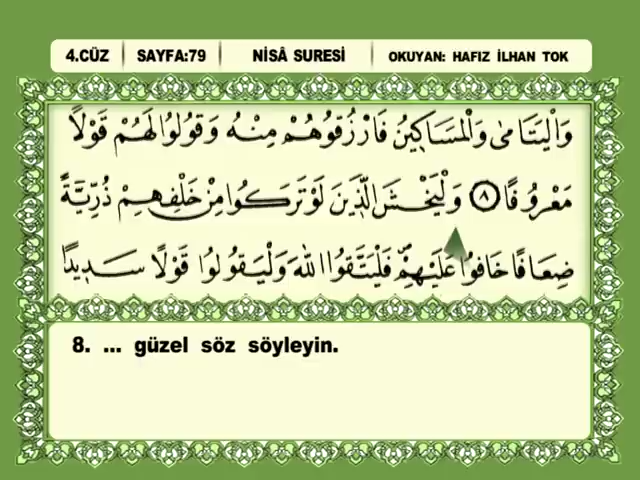 4.CÜZ SAYFA:79 NİSÂ SURESİ OKUYAN: HAFIZ İLHAN TOK
وَالْيَتَامٰى وَالْمَسَاك۪ينُ فَارْزُقُوهُمْ مِنْهُ وَقُولُوا لَهُمْ قَوْلًا
مَعْرُوفًا ﴿٨﴾ وَلْيَخْشَ الَّذ۪ينَ لَوْ تَرَكُوا مِنْ خَلْفِهِمْ ذُرِّيَّةً
ضِعَافًا خَافُوا عَلَيْهِمْۖ فَلْيَتَّقُوا اللّٰهَ وَلْيَقُولُوا قَوْلًا سَد۪يدًا
8. ... güzel söz söyleyin.